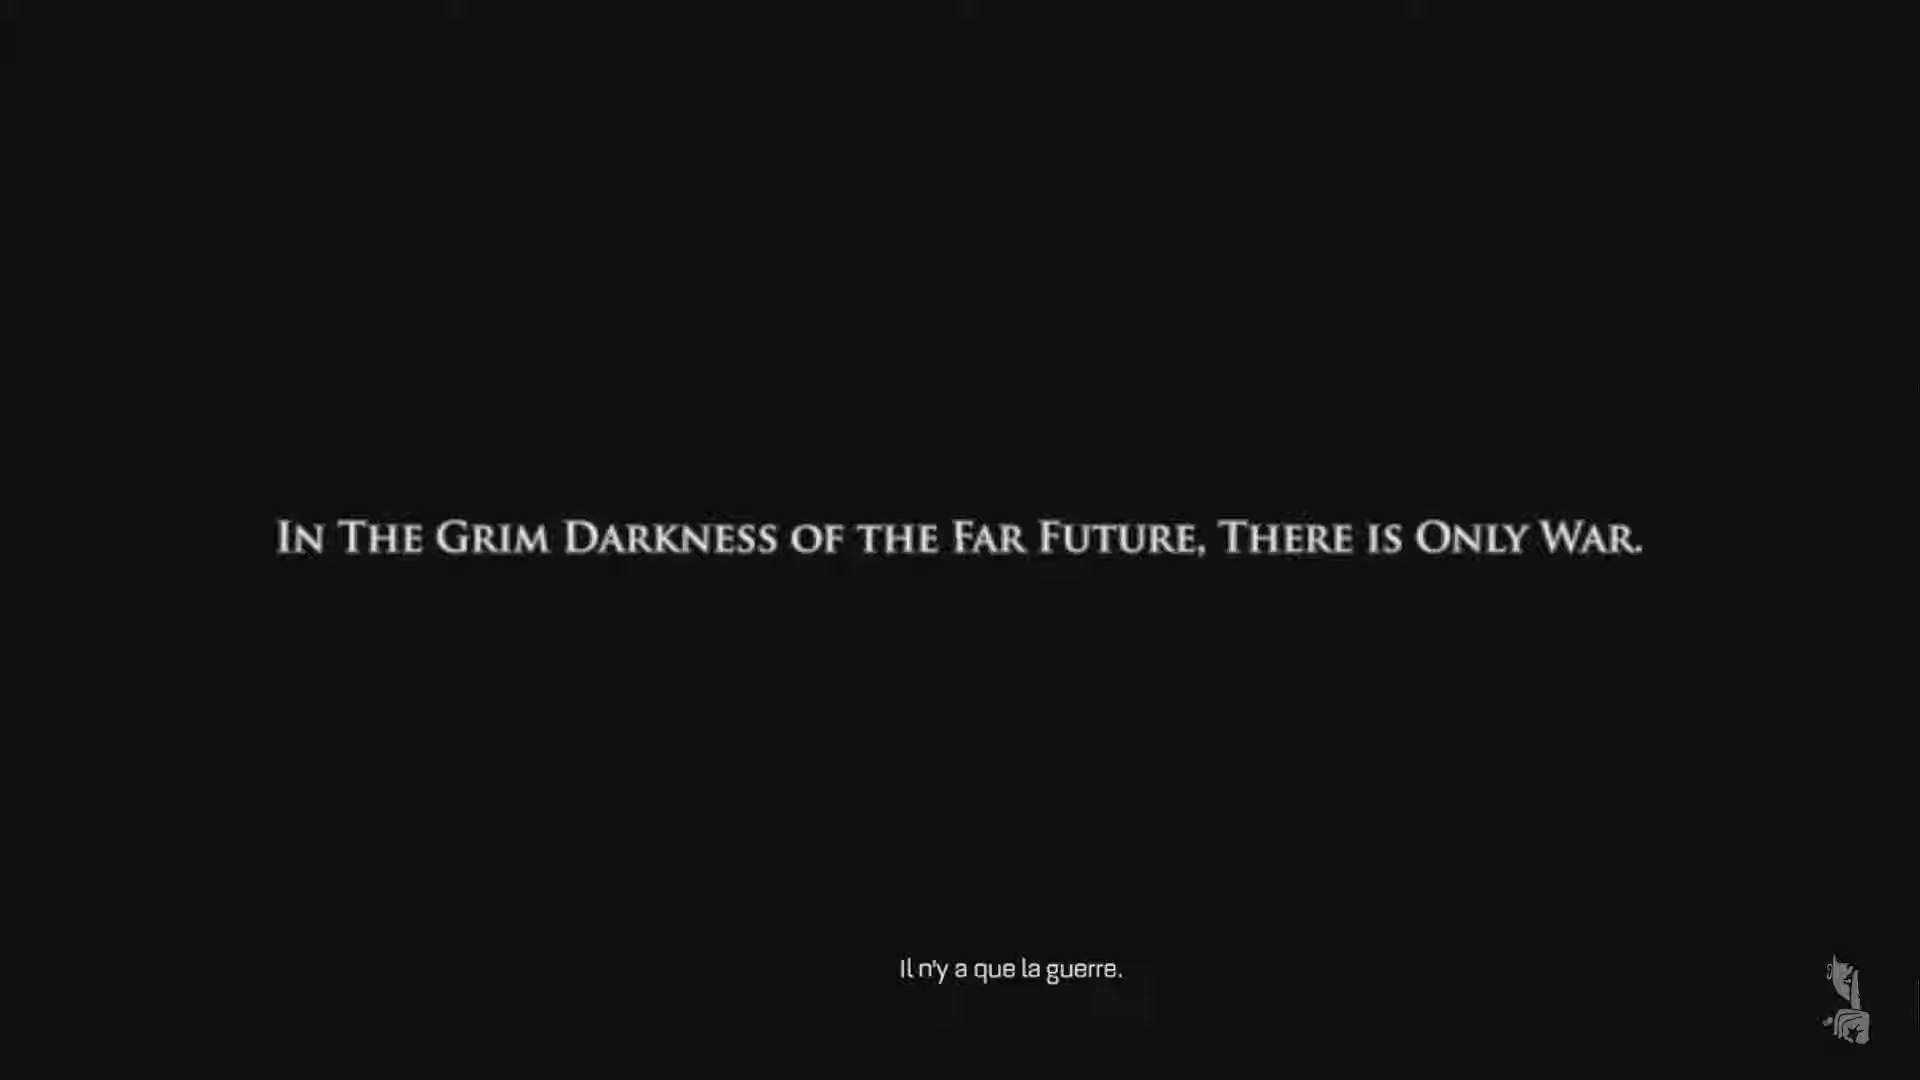 In The Grim Darkness of the Far Future, There is Only War.
Il n'y a que la guerre.